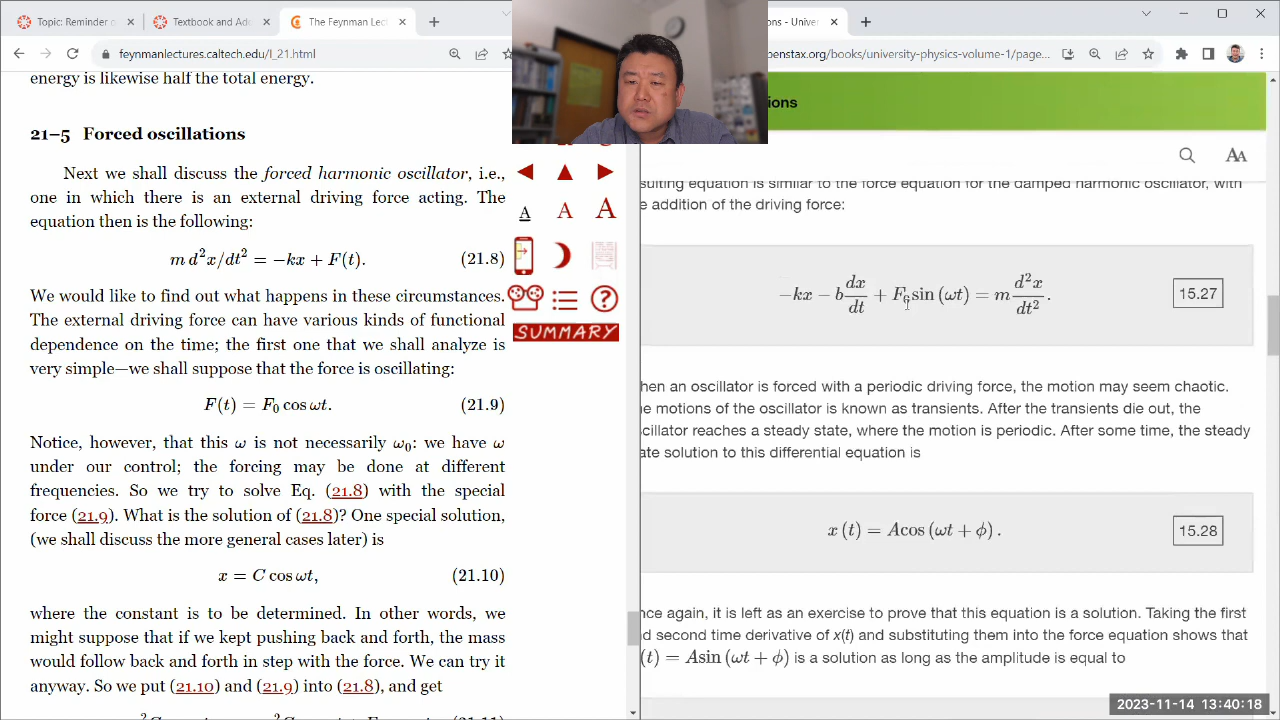 Topic: Reminder o
Textbook and Ade
The Feynman Lect
ations - Univer
feynmanlectures.caltech.edu/I_21.html
penstax.org/books/university-physics-volume-1/page...
energy is likewise half the total energy.
21–5 Forced oscillations
Next we shall discuss the forced harmonic oscillator, i.e.,
one in which there is an external driving force acting. The
equation then is the following:
m d²x/dt² = −kx + F(t). (21.8)
We would like to find out what happens in these circumstances.
The external driving force can have various kinds of functional
dependence on the time; the first one that we shall analyze is
very simple—we shall suppose that the force is oscillating:
F(t) = F₀ cos ωt. (21.9)
Notice, however, that this ω is not necessarily ω₀: we have ω
under our control; the forcing may be done at different
frequencies. So we try to solve Eq. (21.8) with the special
force (21.9). What is the solution of (21.8)? One special solution,
(we shall discuss the more general cases later) is
x = C cos ωt, (21.10)
where the constant is to be determined. In other words, we
might suppose that if we kept pushing back and forth, the mass
would follow back and forth in step with the force. We can try it
anyway. So we put (21.10) and (21.9) into (21.8), and get
A A A
?
SUMMARY
ions
AA
sulting equation is similar to the force equation for the damped harmonic oscillator, with
e addition of the driving force:
−kx − b dx/dt + F₀ sin (ωt) = m d²x/dt². 15.27
hen an oscillator is forced with a periodic driving force, the motion may seem chaotic.
e motions of the oscillator is known as transients. After the transients die out, the
scillator reaches a steady state, where the motion is periodic. After some time, the steady
ate solution to this differential equation is
x (t) = Acos (ωt + ϕ) . 15.28
nce again, it is left as an exercise to prove that this equation is a solution. Taking the first
d second time derivative of x(t) and substituting them into the force equation shows that
(t) = Asin (ωt + ϕ) is a solution as long as the amplitude is equal to
2023-11-14 13:40:18